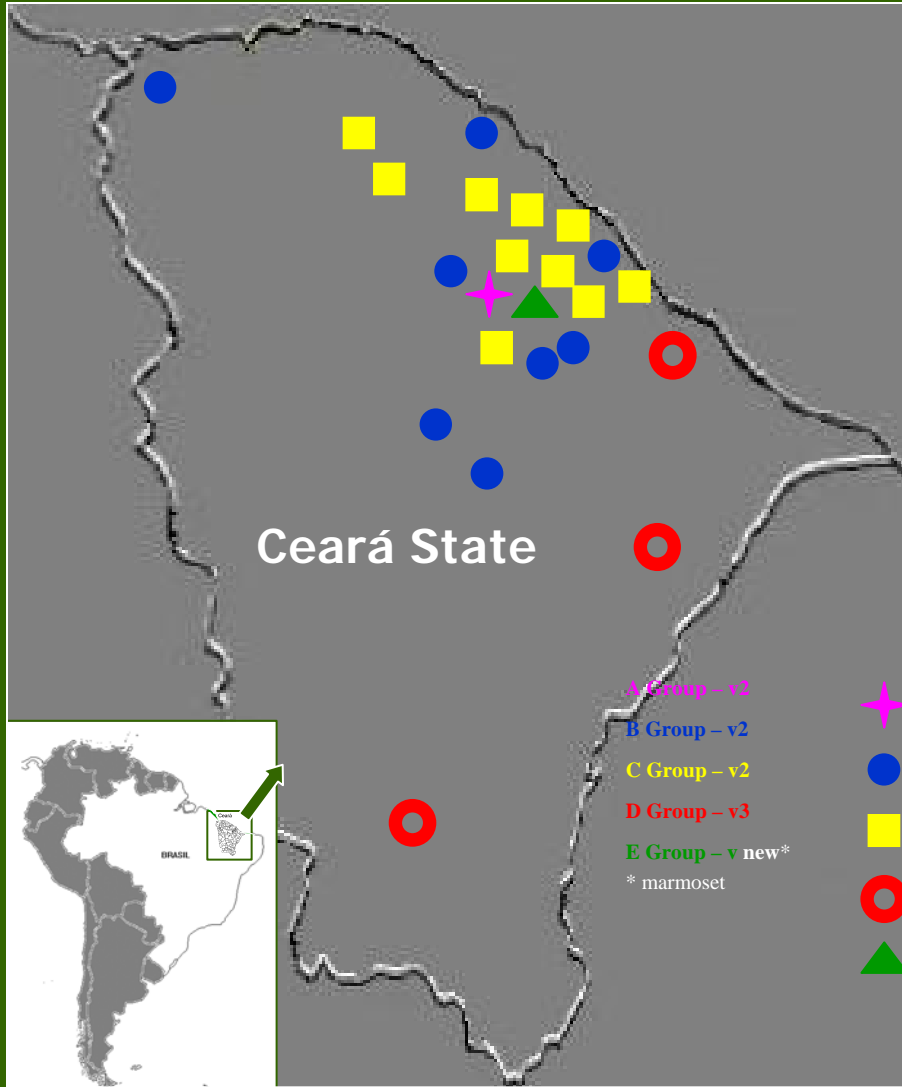 Ceará State
A Group – v2
B Group – v2
C Group – v2
D Group – v3
E Group – v new*
* marmoset
Ceará
BRASIL